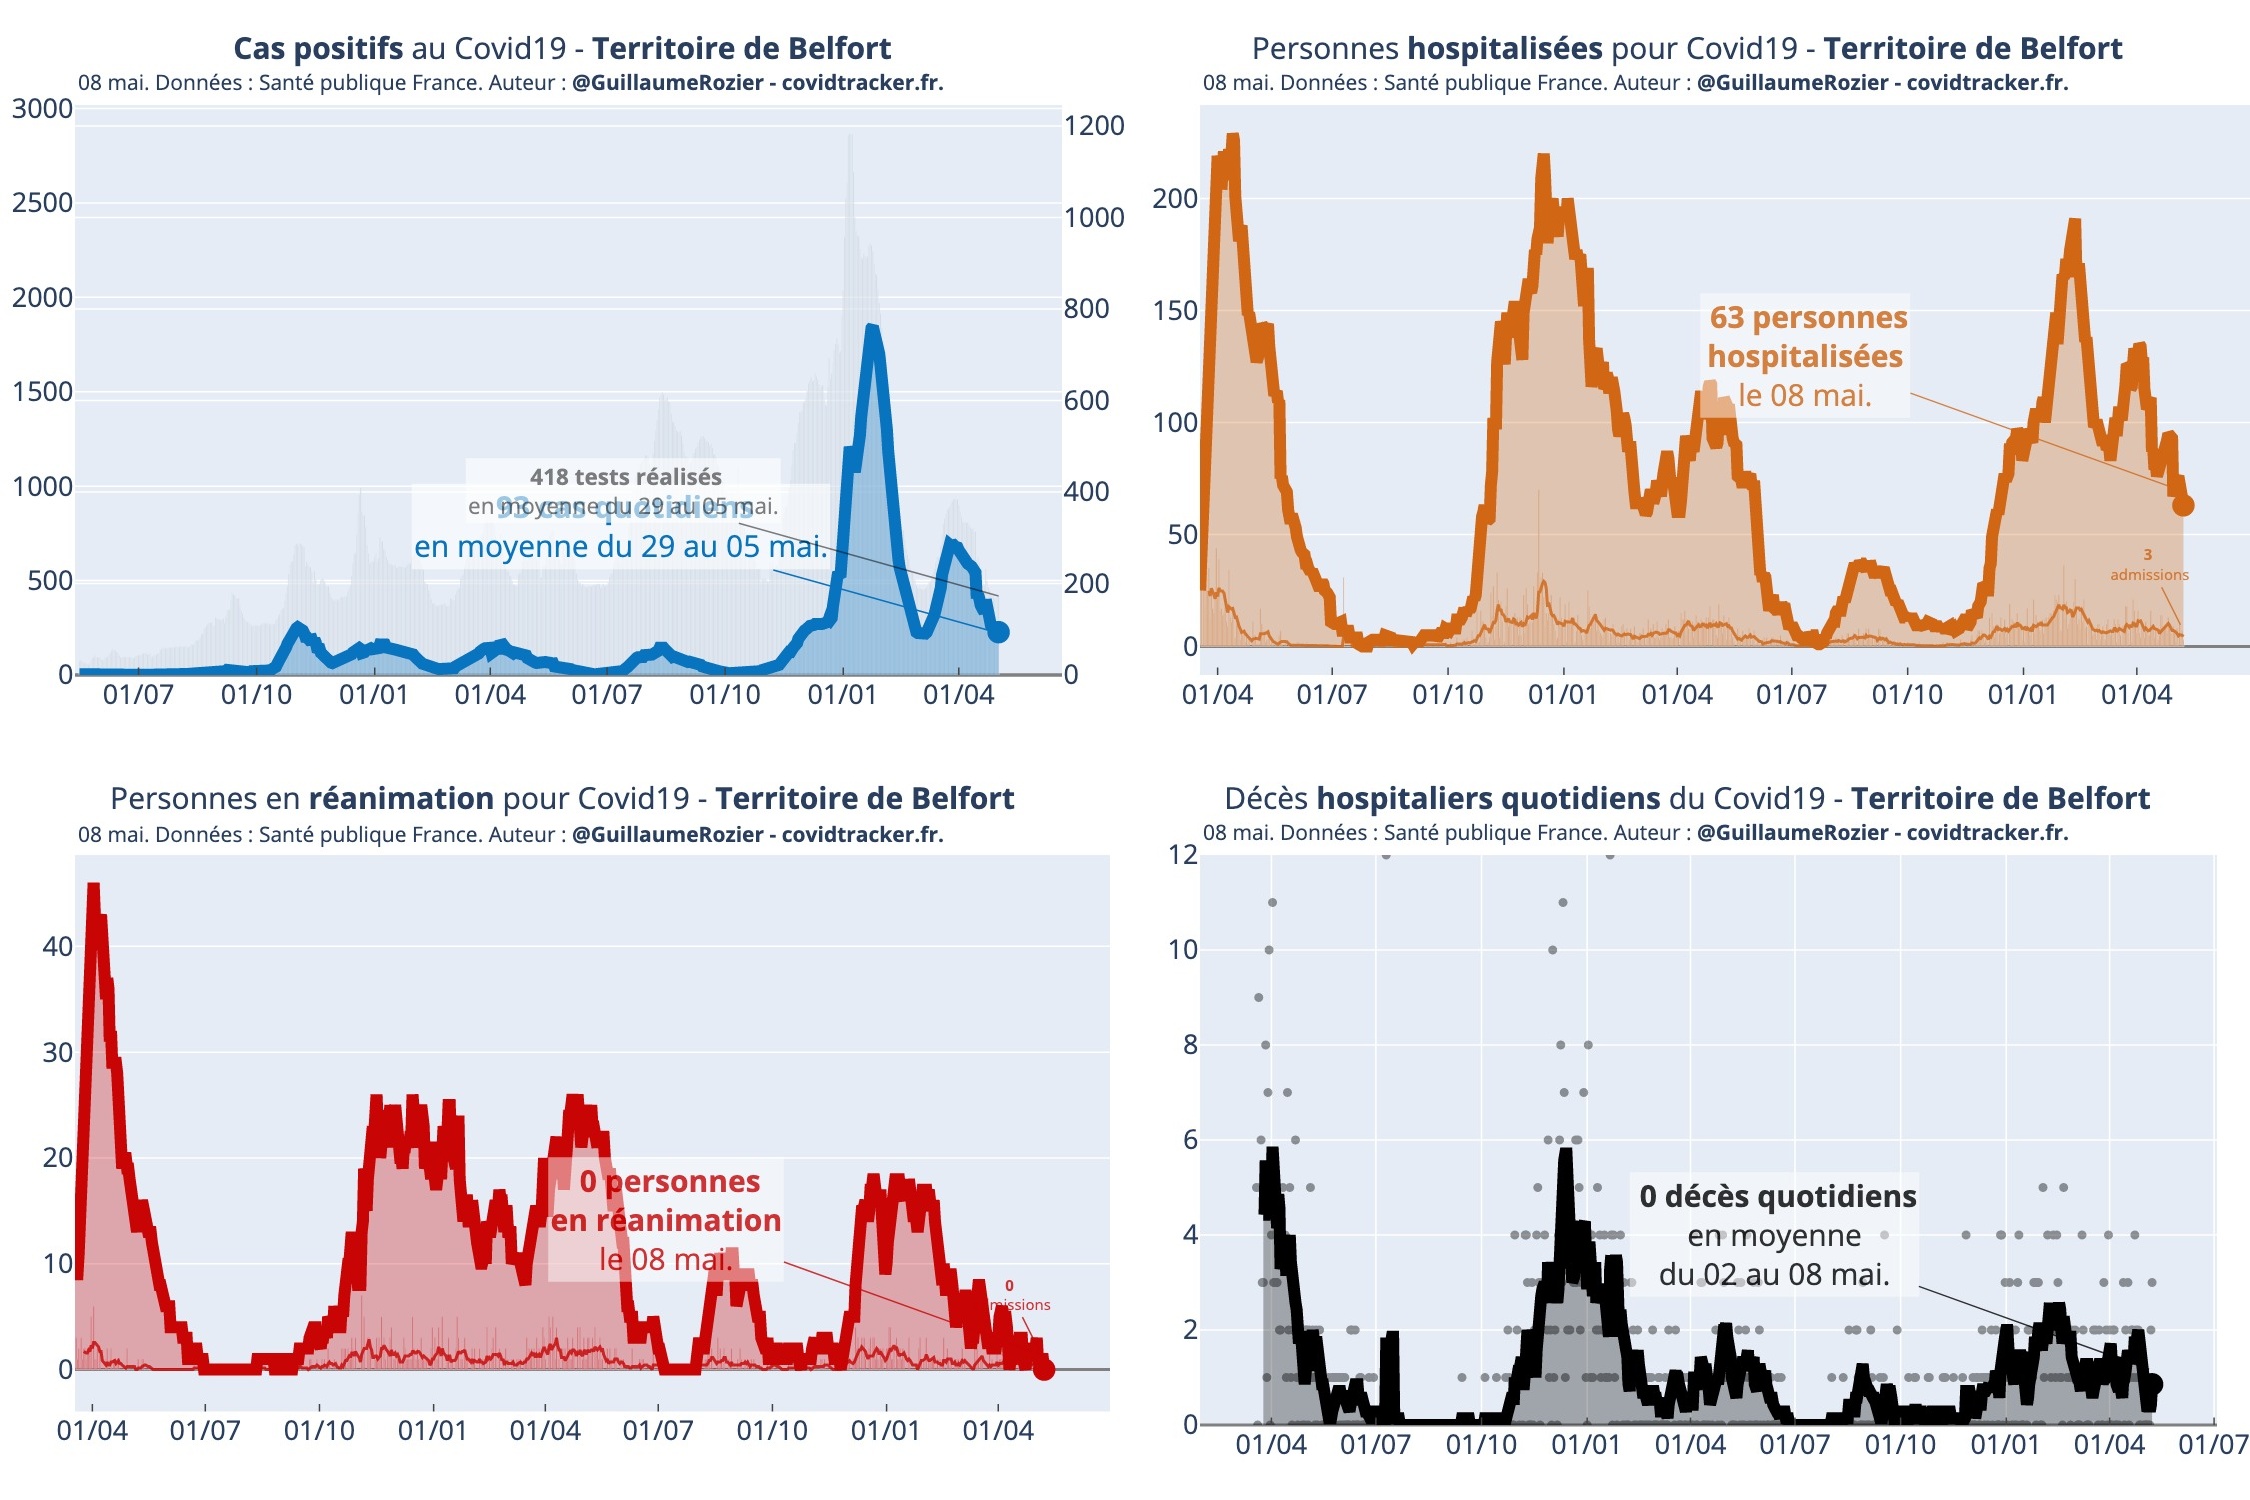 Cas positifs au Covid19 - Territoire de Belfort
08 mai. Données : Santé publique France. Auteur : @GuillaumeRozier - covidtracker.fr.
3000
2500
2000
1500
1000
500
0
1200
1000
800
600
400
200
0
418 tests réalisés
en moyenne du 29 au 05 mai.
93 cas quotidiens
en moyenne du 29 au 05 mai.
01/07 01/10 01/01 01/04 01/07 01/10 01/01 01/04
Personnes hospitalisées pour Covid19 - Territoire de Belfort
08 mai. Données : Santé publique France. Auteur : @GuillaumeRozier - covidtracker.fr.
200
150
100
50
0
63 personnes
hospitalisées
le 08 mai.
3
admissions
01/04 01/07 01/10 01/01 01/04 01/07 01/10 01/01 01/04
Personnes en réanimation pour Covid19 - Territoire de Belfort
08 mai. Données : Santé publique France. Auteur : @GuillaumeRozier - covidtracker.fr.
40
30
20
10
0
0 personnes
en réanimation
le 08 mai.
0
missions
01/04 01/07 01/10 01/01 01/04 01/07 01/10 01/01 01/04
Décès hospitaliers quotidiens du Covid19 - Territoire de Belfort
08 mai. Données : Santé publique France. Auteur : @GuillaumeRozier - covidtracker.fr.
12
10
8
6
4
2
0
0 décès quotidiens
en moyenne
du 02 au 08 mai.
01/04 01/07 01/10 01/01 01/04 01/07 01/10 01/01 01/04 01/07